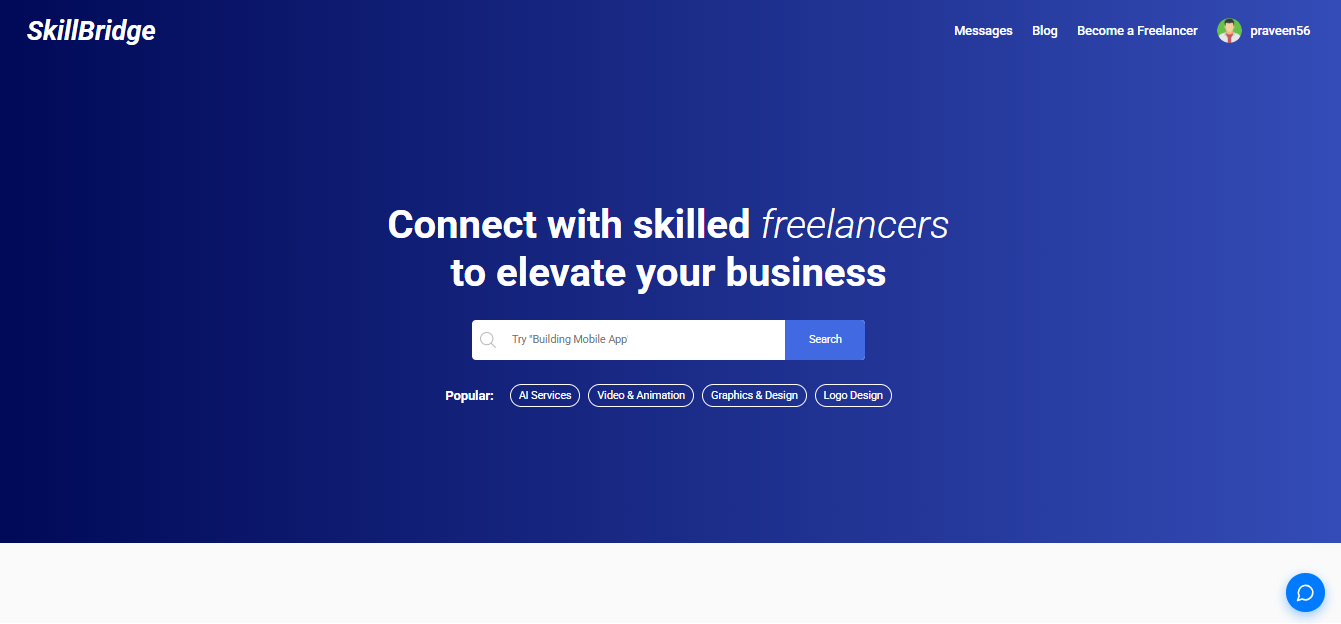 SkillBridge
Messages Blog Become a Freelancer praveen56
Connect with skilled freelancers
to elevate your business
Try "Building Mobile App'
Search
Popular: AI Services Video & Animation Graphics & Design Logo Design